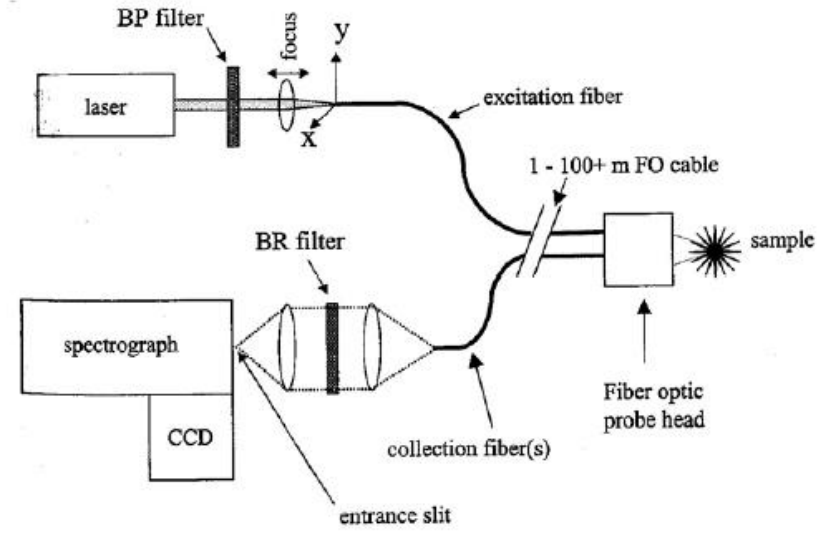 BP filter
focus
y
laser
x
excitation fiber
1 - 100+ m FO cable
BR filter
sample
spectrograph
Fiber optic
probe head
CCD
collection fiber(s)
entrance slit